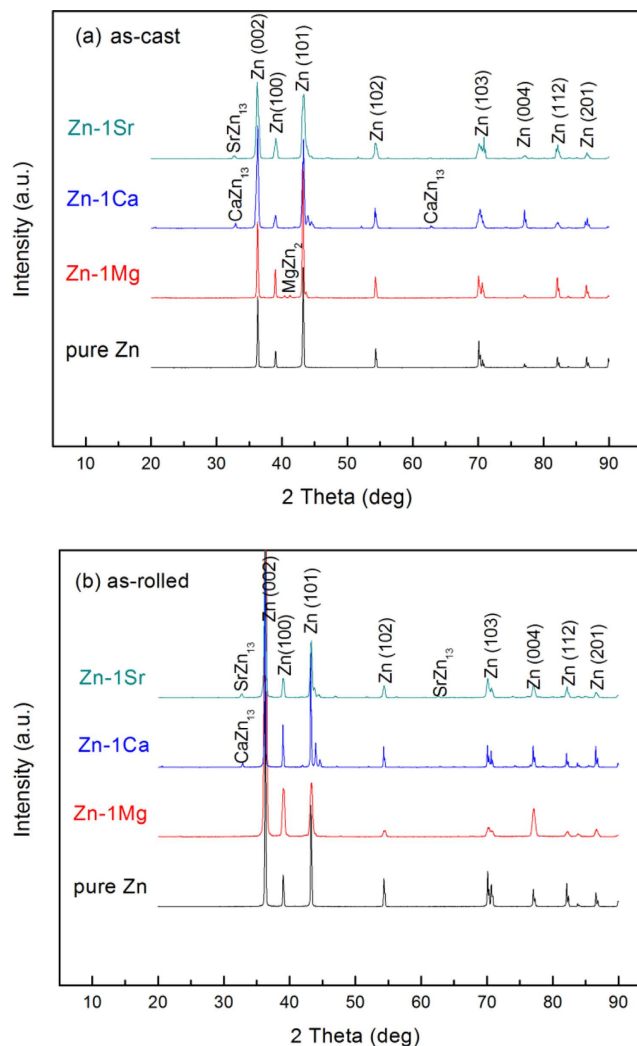 (a) as-cast
Zn (002)
Zn(100)
Zn (101)
Zn (102)
Zn (103)
Zn (004)
Zn (112)
Zn (201)
SrZn₁₃
Zn-1Sr
CaZn₁₃
CaZn₁₃
Zn-1Ca
MgZn₂
Zn-1Mg
pure Zn
Intensity (a.u.)
10 20 30 40 50 60 70 80 90
2 Theta (deg)
(b) as-rolled
Zn (002)
Zn(100)
Zn (101)
Zn (102)
Zn (103)
Zn (004)
Zn (112)
Zn (201)
SrZn₁₃
SrZn₁₃
Zn-1Sr
CaZn₁₃
Zn-1Ca
Zn-1Mg
pure Zn
Intensity (a.u.)
10 20 30 40 50 60 70 80 90
2 Theta (deg)